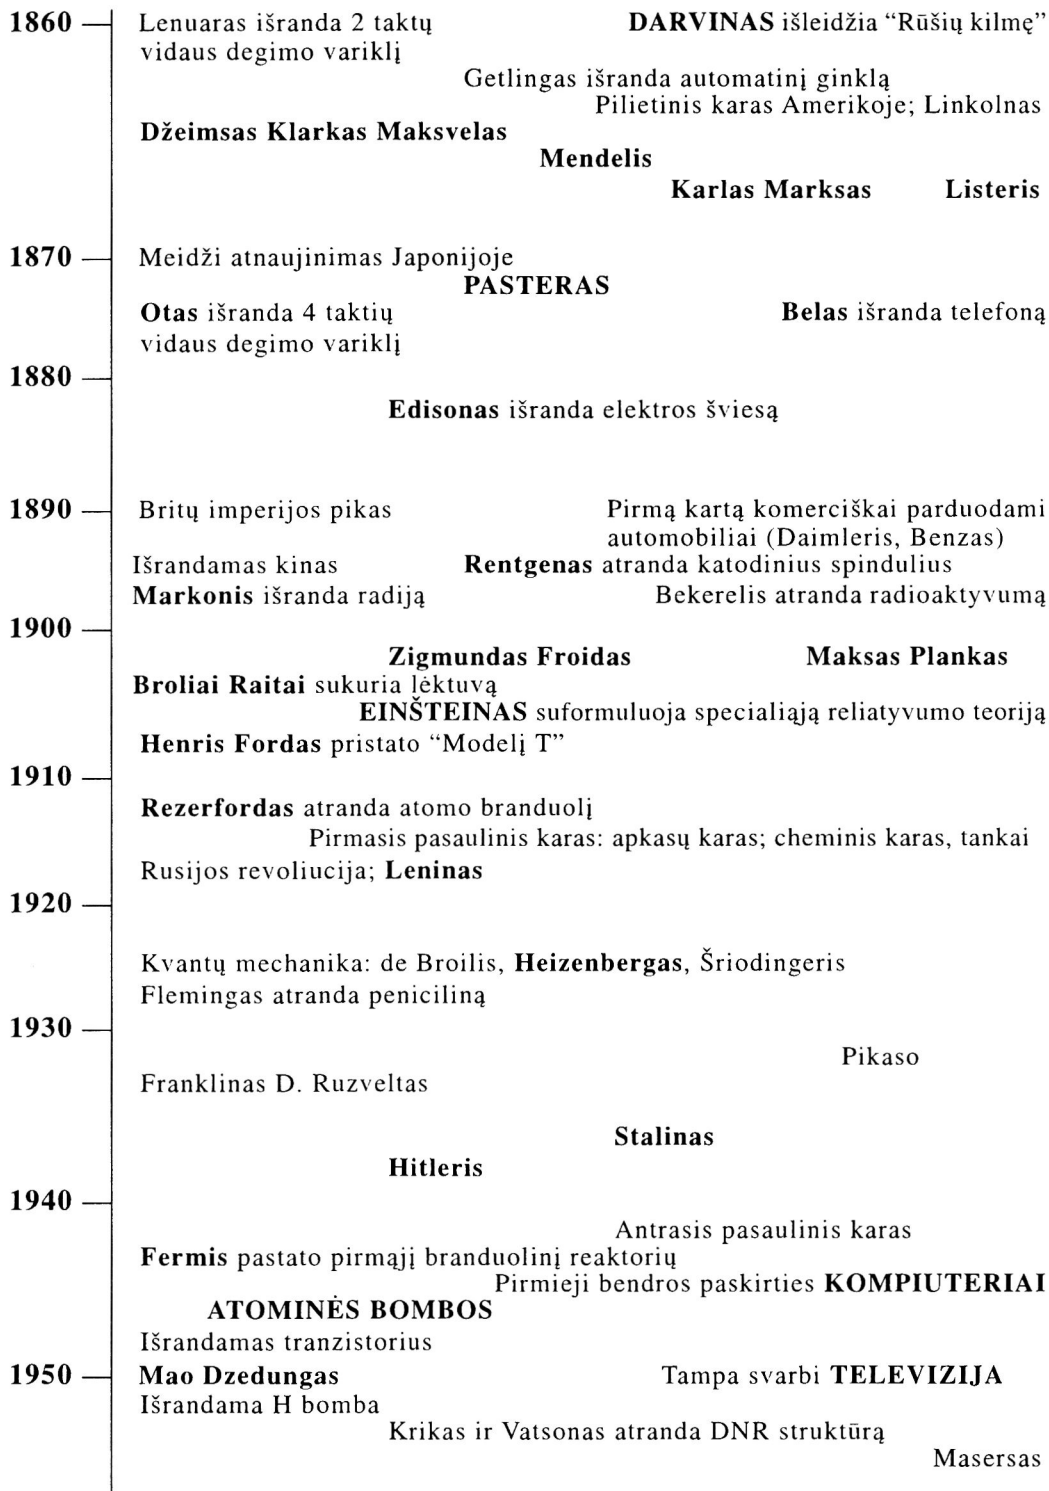 1860 Lenuaras išranda 2 taktų DARVINAS išleidžia “Rūšių kilmę”
vidaus degimo variklį
Getlingas išranda automatinį ginklą
Pilietinis karas Amerikoje; Linkolnas
Džeimsas Klarkas Maksvelas
Mendelis
Karlas Marksas Listeris
1870 Meidži atnaujinimas Japonijoje
PASTERAS
Otas išranda 4 taktių Belas išranda telefoną
vidaus degimo variklį
1880
Edisonas išranda elektros šviesą
1890 Britų imperijos pikas Pirmą kartą komerciškai parduodami
automobiliai (Daimleris, Benzas)
Išrandamas kinas Rentgenas atranda katodinius spindulius
Markonis išranda radiją Bekerelis atranda radioaktyvumą
1900
Zigmundas Froidas Maksas Plankas
Broliai Raitai sukuria lėktuvą
EINŠTEINAS suformuluoja specialiąją reliatyvumo teoriją
Henris Fordas pristato “Modelį T”
1910
Rezerfordas atranda atomo branduolį
Pirmasis pasaulinis karas: apkasų karas; cheminis karas, tankai
Rusijos revoliucija; Leninas
1920
Kvantų mechanika: de Broilis, Heizenbergas, Šriodingeris
Flemingas atranda peniciliną
1930
Pikaso
Franklinas D. Ruzveltas
Stalinas
Hitleris
1940
Antrasis pasaulinis karas
Fermis pastato pirmąjį branduolinį reaktorių
Pirmieji bendros paskirties KOMPIUTERIAI
ATOMINĖS BOMBOS
Išrandamas tranzistorius
1950 Mao Dzedungas Tampa svarbi TELEVIZIJA
Išrandama H bomba
Krikas ir Vatsonas atranda DNR struktūrą
Masersas